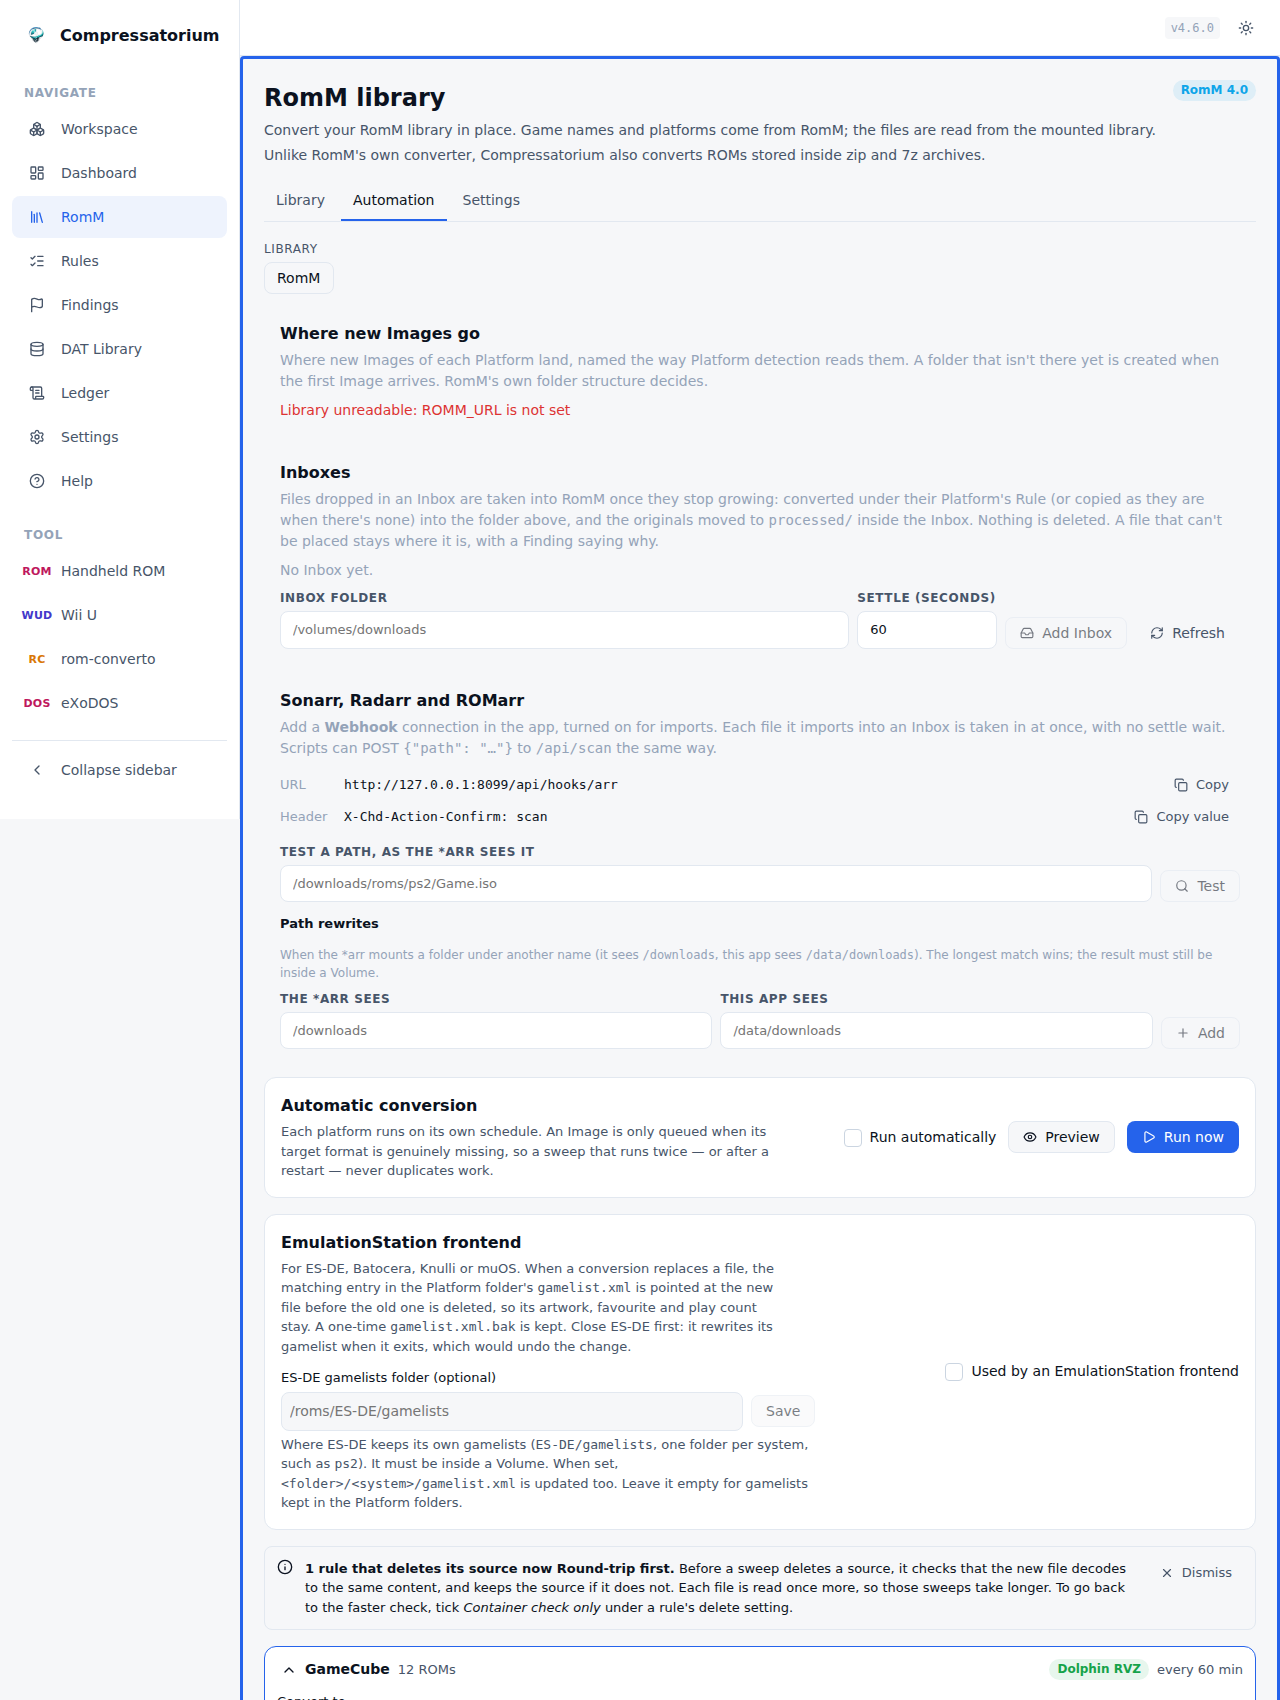 Compressatorium
v4.6.0
NAVIGATE
Workspace
Dashboard
RomM
Rules
Findings
DAT Library
Ledger
Settings
Help
TOOL
ROM Handheld ROM
WUD Wii U
RC rom-converto
DOS eXoDOS
Collapse sidebar
RomM library
RomM 4.0
Convert your RomM library in place. Game names and platforms come from RomM; the files are read from the mounted library.
Unlike RomM's own converter, Compressatorium also converts ROMs stored inside zip and 7z archives.
Library Automation Settings
LIBRARY
RomM
Where new Images go
Where new Images of each Platform land, named the way Platform detection reads them. A folder that isn't there yet is created when
the first Image arrives. RomM's own folder structure decides.
Library unreadable: ROMM_URL is not set
Inboxes
Files dropped in an Inbox are taken into RomM once they stop growing: converted under their Platform's Rule (or copied as they are
when there's none) into the folder above, and the originals moved to processed/ inside the Inbox. Nothing is deleted. A file that can't
be placed stays where it is, with a Finding saying why.
No Inbox yet.
INBOX FOLDER SETTLE (SECONDS)
/volumes/downloads 60 Add Inbox Refresh
Sonarr, Radarr and ROMarr
Add a Webhook connection in the app, turned on for imports. Each file it imports into an Inbox is taken in at once, with no settle wait.
Scripts can POST {"path": "…"} to /api/scan the same way.
URL http://127.0.0.1:8099/api/hooks/arr Copy
Header X-Chd-Action-Confirm: scan Copy value
TEST A PATH, AS THE *ARR SEES IT
/downloads/roms/ps2/Game.iso Test
Path rewrites
When the *arr mounts a folder under another name (it sees /downloads, this app sees /data/downloads). The longest match wins; the result must still be
inside a Volume.
THE *ARR SEES THIS APP SEES
/downloads /data/downloads Add
Automatic conversion
Each platform runs on its own schedule. An Image is only queued when its
target format is genuinely missing, so a sweep that runs twice — or after a
restart — never duplicates work.
Run automatically Preview Run now
EmulationStation frontend
For ES-DE, Batocera, Knulli or muOS. When a conversion replaces a file, the
matching entry in the Platform folder's gamelist.xml is pointed at the new
file before the old one is deleted, so its artwork, favourite and play count
stay. A one-time gamelist.xml.bak is kept. Close ES-DE first: it rewrites its
gamelist when it exits, which would undo the change.
Used by an EmulationStation frontend
ES-DE gamelists folder (optional)
/roms/ES-DE/gamelists Save
Where ES-DE keeps its own gamelists (ES-DE/gamelists, one folder per system,
such as ps2). It must be inside a Volume. When set,
<folder>/<system>/gamelist.xml is updated too. Leave it empty for gamelists
kept in the Platform folders.
1 rule that deletes its source now Round-trip first. Before a sweep deletes a source, it checks that the new file decodes
to the same content, and keeps the source if it does not. Each file is read once more, so those sweeps take longer. To go back
to the faster check, tick Container check only under a rule's delete setting.
Dismiss
GameCube 12 ROMs Dolphin RVZ every 60 min
Convert to